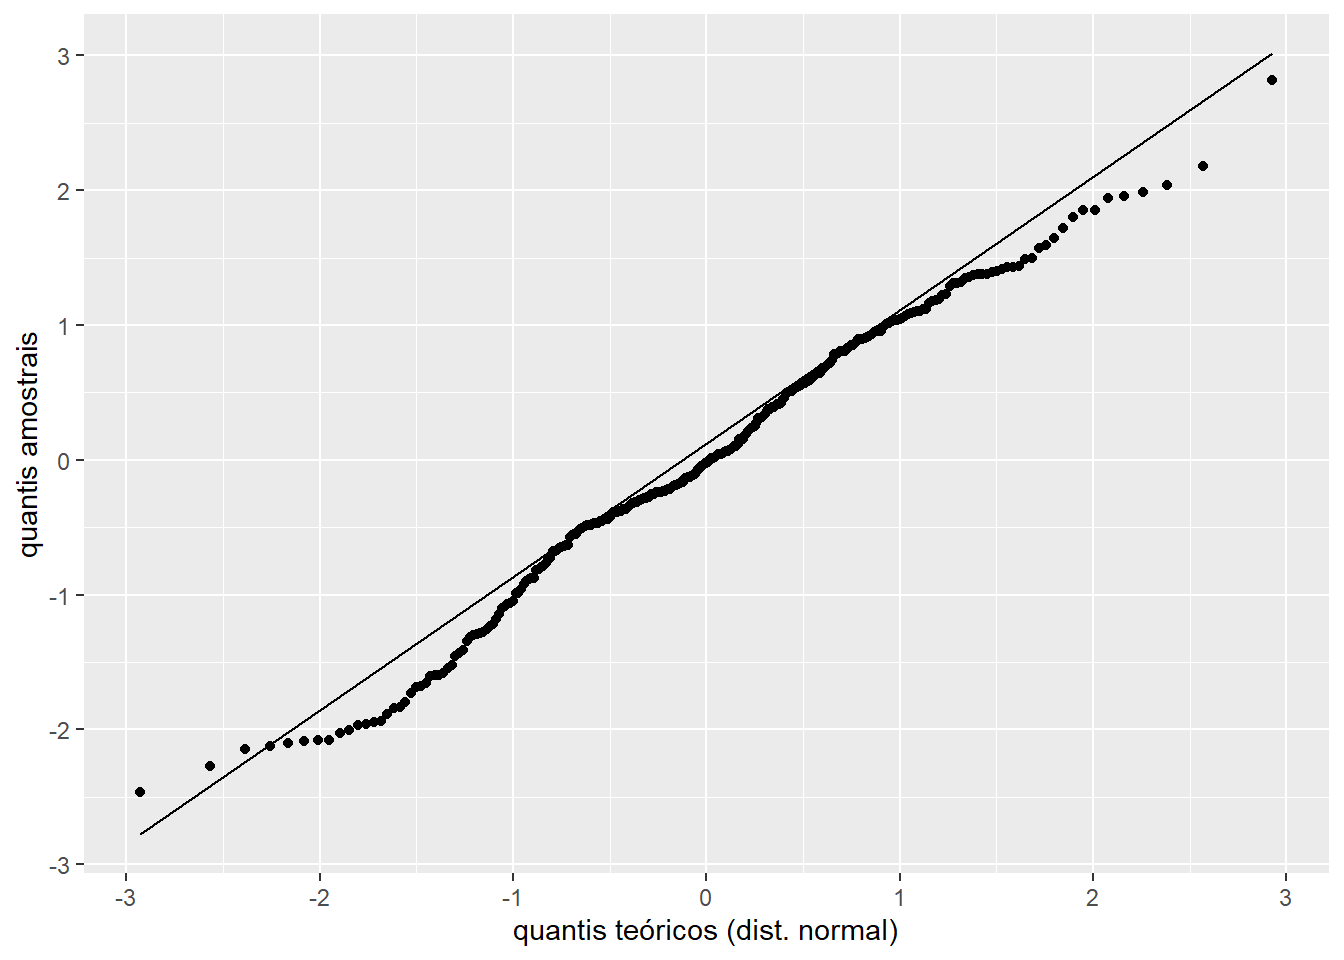 3
2
1
0
-1
-2
-3
-3 -2 -1 0 1 2 3
quantis teóricos (dist. normal)
quantis amostrais